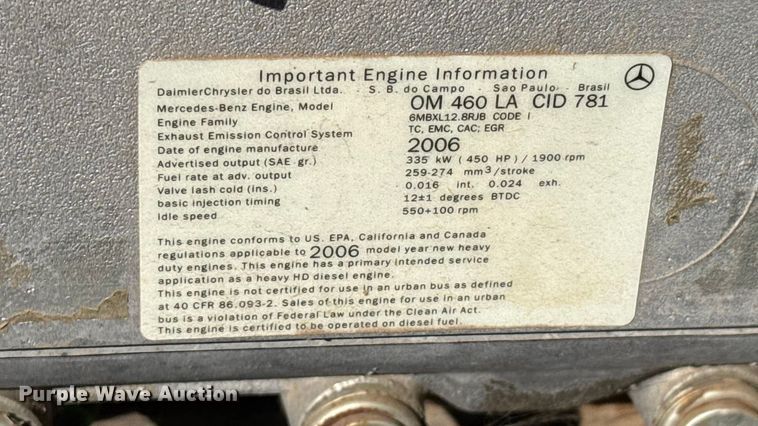 Important Engine Information
DaimlerChrysler do Brasil Ltda. - S. B. do Campo - Sao Paulo - Brasil
Mercedes-Benz Engine, Model OM 460 LA CID 781
Engine Family 6MBXL12.8RJB CODE I
Exhaust Emission Control System TC, EMC, CAC; EGR
Date of engine manufacture 2006
Advertised output (SAE gr.) 335 kW ( 450 HP) / 1900 rpm
Fuel rate at adv. output 259-274 mm3/stroke
Valve lash cold (ins.) 0.016 int. 0.024 exh.
basic injection timing 12±1 degrees BTDC
Idle speed 550+100 rpm
This engine conforms to US. EPA, California and Canada
regulations applicable to 2006 model year new heavy
duty engines. This engine has a primary intended service
application as a heavy HD diesel engine.
This engine is not certified for use in an urban bus as defined
at 40 CFR 86.093-2. Sales of this engine for use in an urban
bus is a violation of Federal Law under the Clean Air Act.
This engine is certified to be operated on diesel fuel.
Purple Wave Auction